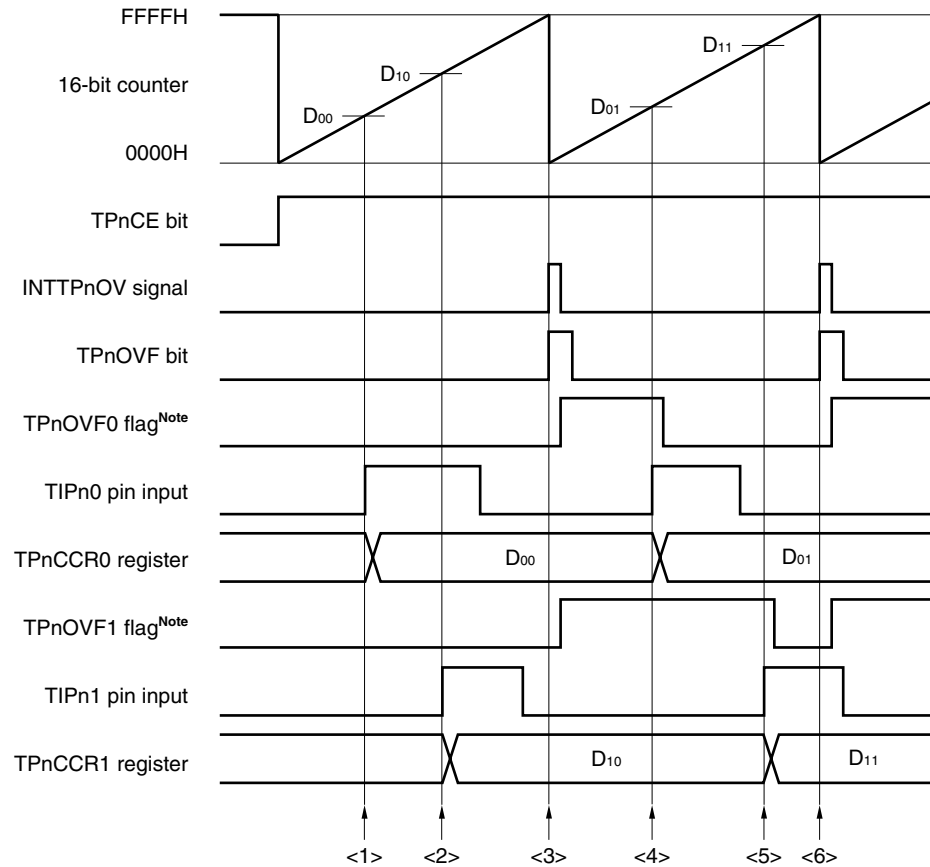 FFFFH
D11
D10
16-bit counter
D01
D00
0000H
TPnCE bit
INTTPnOV signal
TPnOVF bit
TPnOVF0 flagNote
TIPn0 pin input
TPnCCR0 register D00 D01
TPnOVF1 flagNote
TIPn1 pin input
TPnCCR1 register D10 D11
<1> <2> <3> <4> <5> <6>